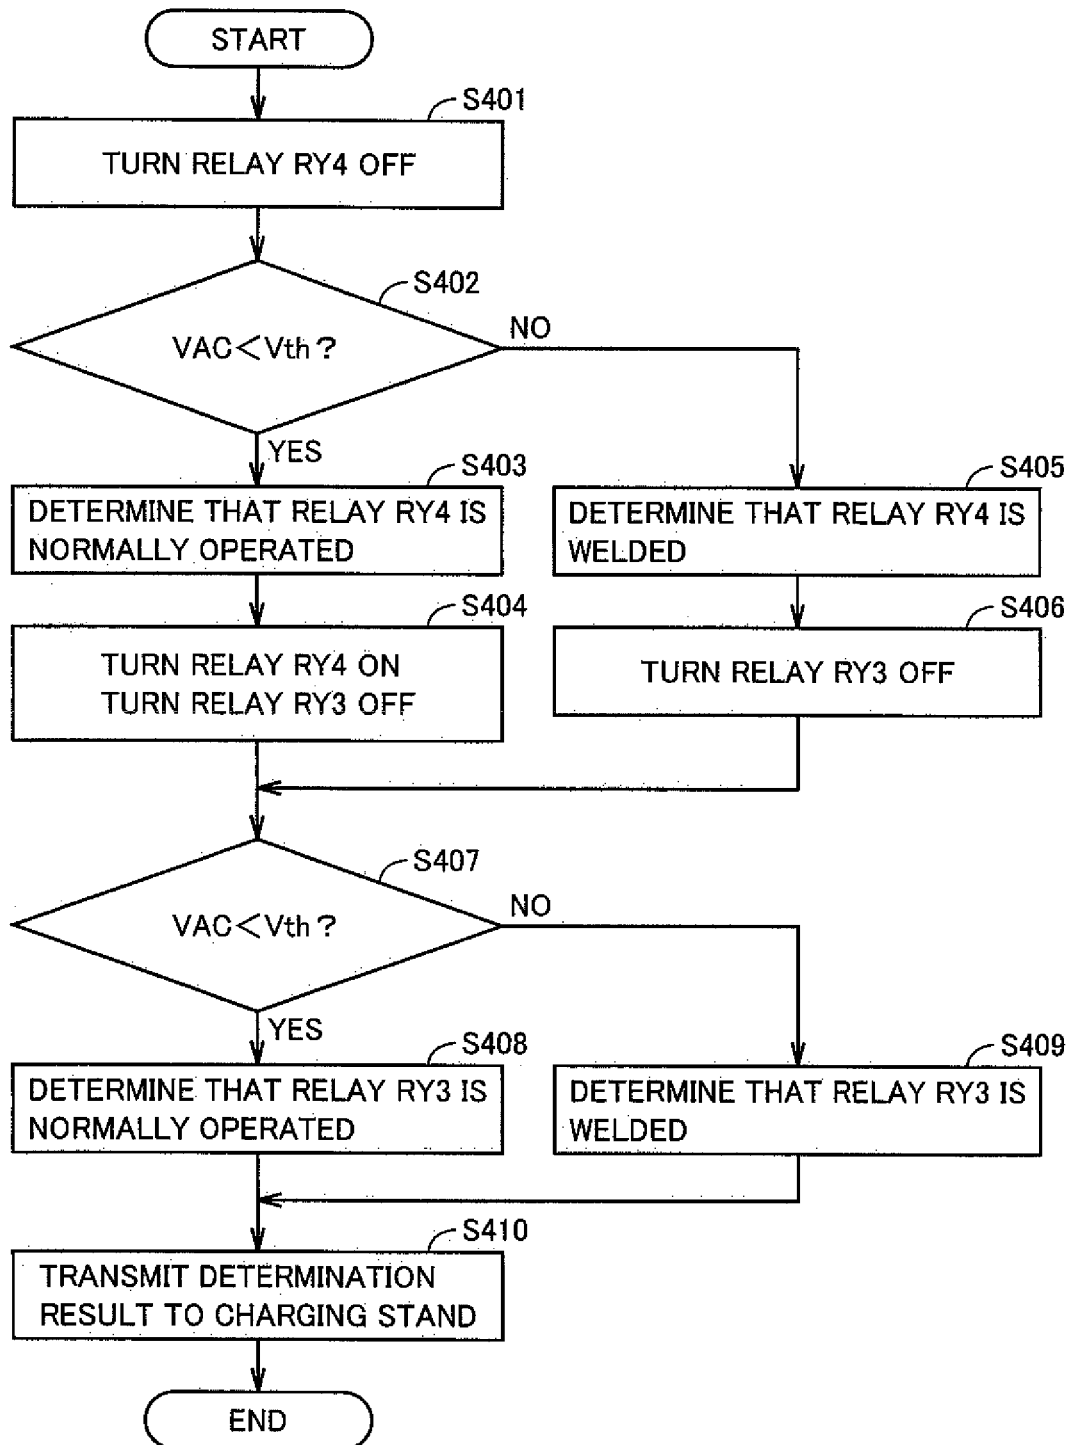 START
S401
TURN RELAY RY4 OFF
S402
VAC<Vth?
NO
YES
S403
DETERMINE THAT RELAY RY4 IS
NORMALLY OPERATED
S405
DETERMINE THAT RELAY RY4 IS
WELDED
S404
TURN RELAY RY4 ON
TURN RELAY RY3 OFF
S406
TURN RELAY RY3 OFF
S407
VAC<Vth?
NO
YES
S408
DETERMINE THAT RELAY RY3 IS
NORMALLY OPERATED
S409
DETERMINE THAT RELAY RY3 IS
WELDED
S410
TRANSMIT DETERMINATION
RESULT TO CHARGING STAND
END